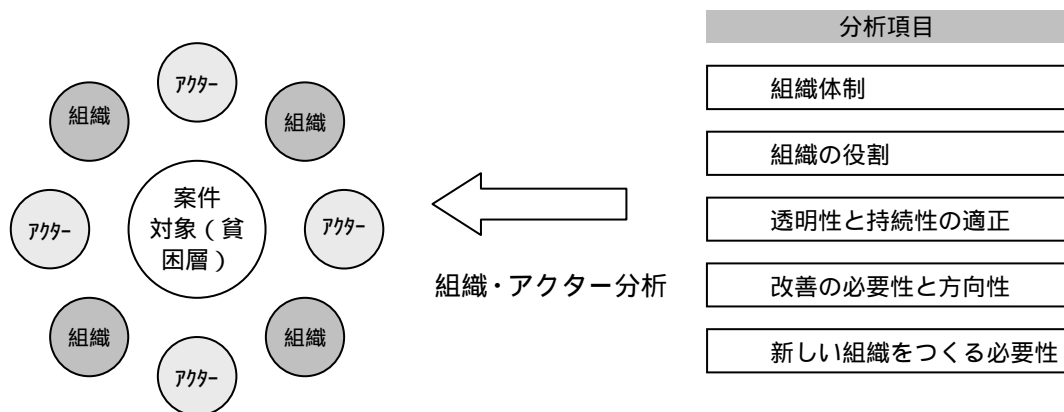 分析項目
アクター
組織
組織
組織体制
組織の役割
案件
対象（貧
困層）
アクター
アクター
透明性と持続性の適正
組織・アクター分析
改善の必要性と方向性
組織
組織
新しい組織をつくる必要性
アクター